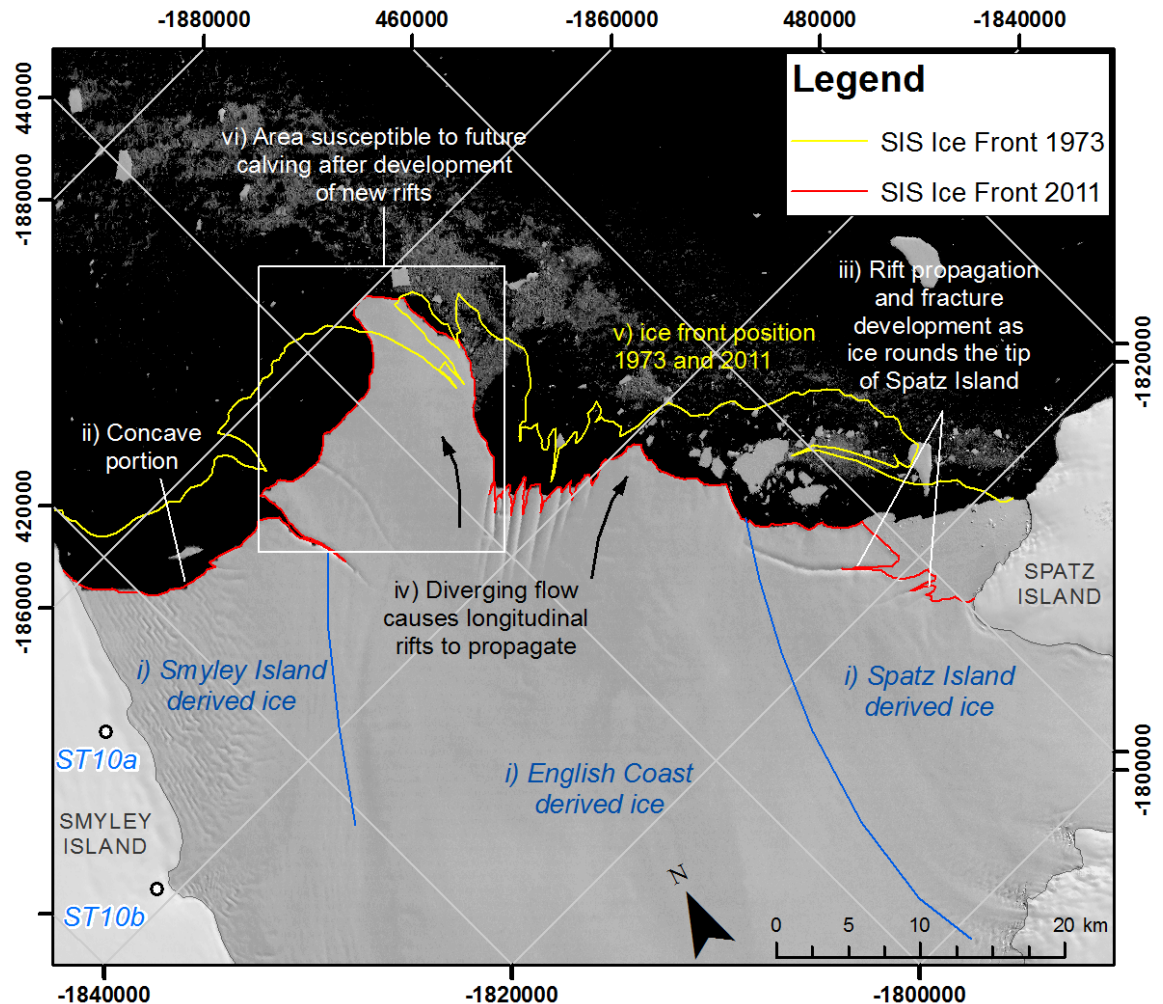 -1880000
460000
-1860000
480000
-1840000
440000
-1880000
420000
-1860000
-1820000
-1800000
-1840000
-1820000
-1800000
Legend
SIS Ice Front 1973
SIS Ice Front 2011
vi) Area susceptible to future
calving after development
of new rifts
iii) Rift propagation
and fracture
development as
ice rounds the tip
of Spatz Island
v) ice front position
1973 and 2011
ii) Concave
portion
iv) Diverging flow
causes longitudinal
rifts to propagate
SPATZ
ISLAND
i) Smyley Island
derived ice
i) Spatz Island
derived ice
i) English Coast
derived ice
ST10a
SMYLEY
ISLAND
ST10b
N
0 5 10 20 km